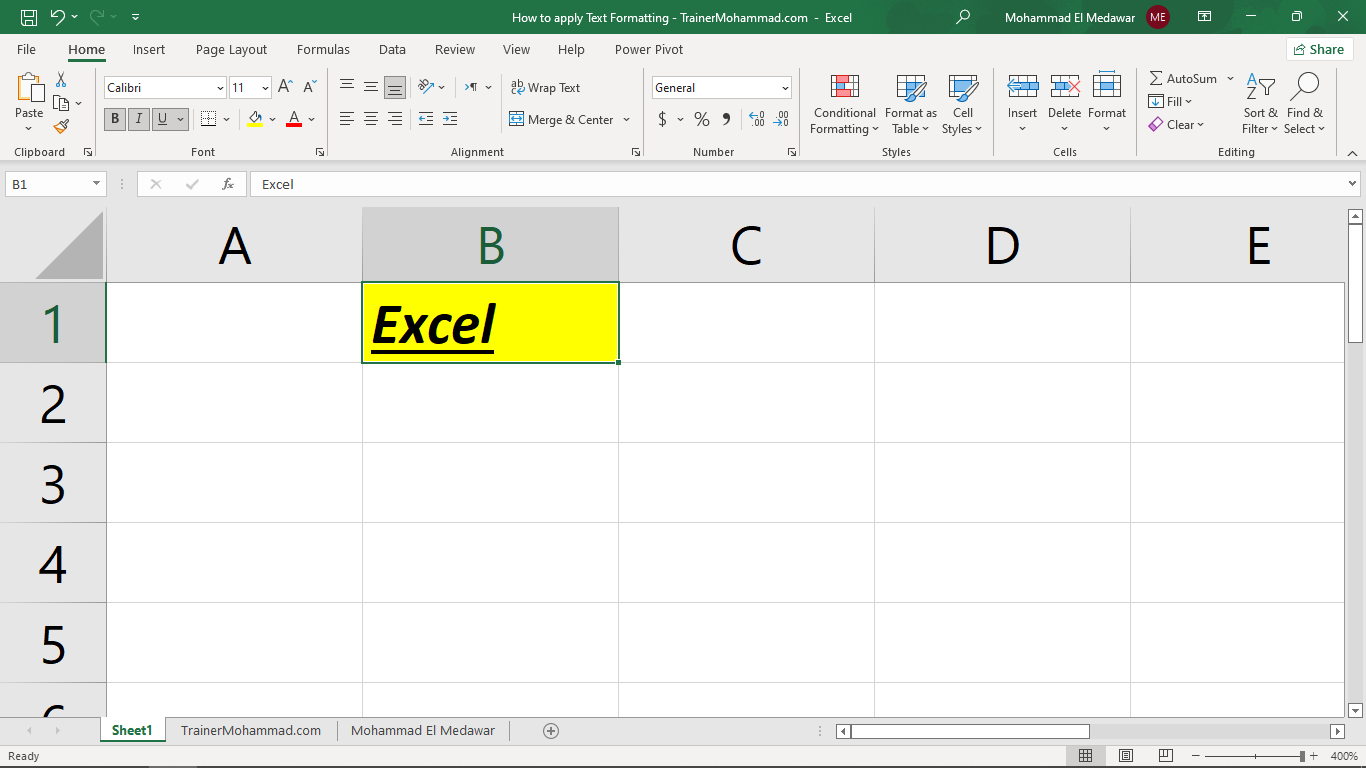 How to apply Text Formatting - TrainerMohammad.com - Excel
Mohammad El Medawar ME
File Home Insert Page Layout Formulas Data Review View Help Power Pivot Share
Paste
Calibri 11
B I U A
Wrap Text
Merge & Center
General
$ %
Conditional Formatting
Format as Table
Cell Styles
Insert Delete Format
AutoSum
Fill
Clear
Sort & Filter
Find & Select
Clipboard Font Alignment Number Styles Cells Editing
B1 fx Excel
A B C D E
1 Excel
2
3
4
5
6
Sheet1 TrainerMohammad.com Mohammad El Medawar
Ready 400%